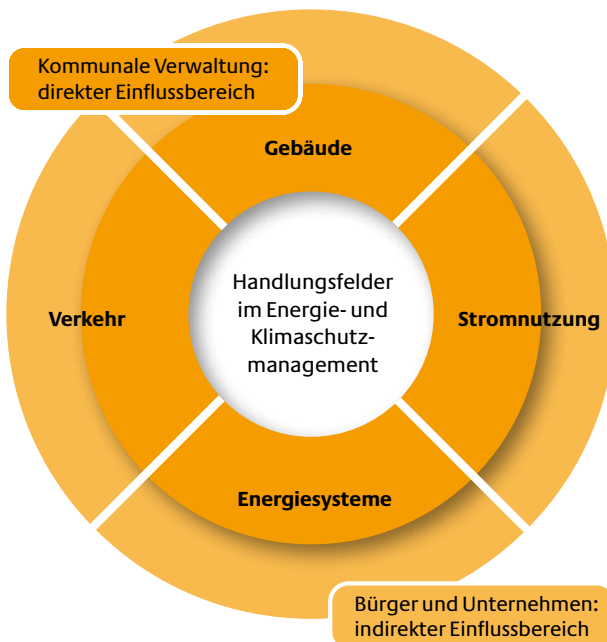 Kommunale Verwaltung:
direkter Einflussbereich
Gebäude
Handlungsfelder
im Energie- und
Klimaschutz-
management
Verkehr
Stromnutzung
Energiesysteme
Bürger und Unternehmen:
indirekter Einflussbereich